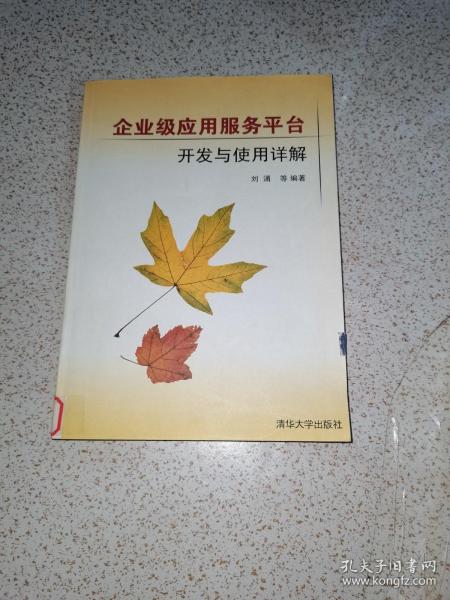 企业级应用服务平台
开发与使用详解
刘 等 编著
清华大学出版社
孔夫子旧书网
www.kongfz.com